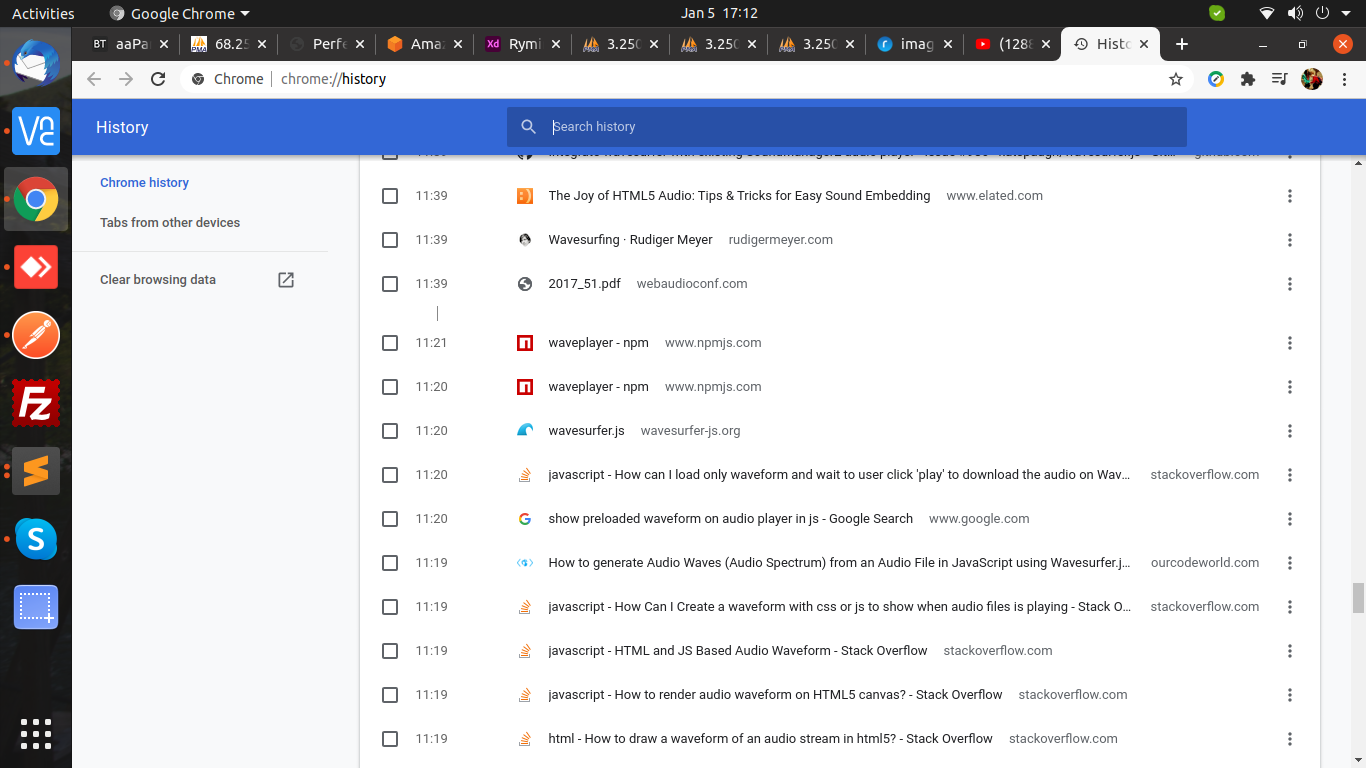 Activities Google Chrome Jan 5 17:12
aaPa 68.25 Perfe Ama Rymi 3.250 3.250 3.250 imag (128 Histo
Chrome chrome://history
History Search history
Chrome history
Tabs from other devices
Clear browsing data
11:39 The Joy of HTML5 Audio: Tips & Tricks for Easy Sound Embedding www.elated.com
11:39 Wavesurfing · Rudiger Meyer rudigermeyer.com
11:39 2017_51.pdf webaudioconf.com
11:21 waveplayer - npm www.npmjs.com
11:20 waveplayer - npm www.npmjs.com
11:20 wavesurfer.js wavesurfer-js.org
11:20 javascript - How can I load only waveform and wait to user click 'play' to download the audio on Wav... stackoverflow.com
11:20 show preloaded waveform on audio player in js - Google Search www.google.com
11:19 How to generate Audio Waves (Audio Spectrum) from an Audio File in JavaScript using Wavesurfer.j... ourcodeworld.com
11:19 javascript - How Can I Create a waveform with css or js to show when audio files is playing - Stack O... stackoverflow.com
11:19 javascript - HTML and JS Based Audio Waveform - Stack Overflow stackoverflow.com
11:19 javascript - How to render audio waveform on HTML5 canvas? - Stack Overflow stackoverflow.com
11:19 html - How to draw a waveform of an audio stream in html5? - Stack Overflow stackoverflow.com